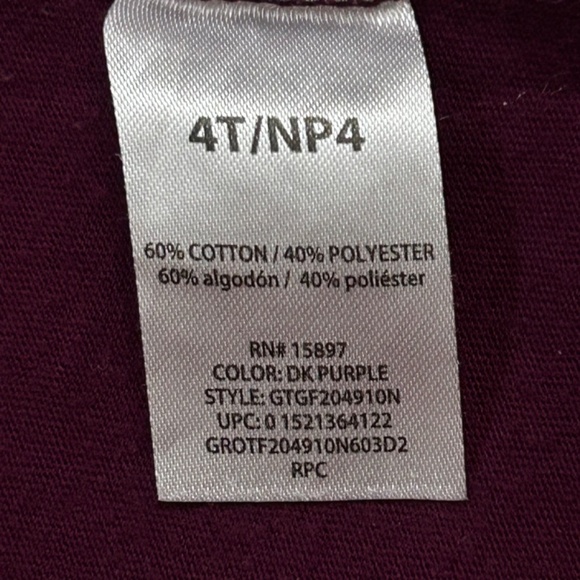 4T/NP4
60% COTTON / 40% POLYESTER
60% algodón / 40% poliéster
RN# 15897
COLOR: DK PURPLE
STYLE: GTGF204910N
UPC: 0 1521364122
GROTF204910N603D2
RPC